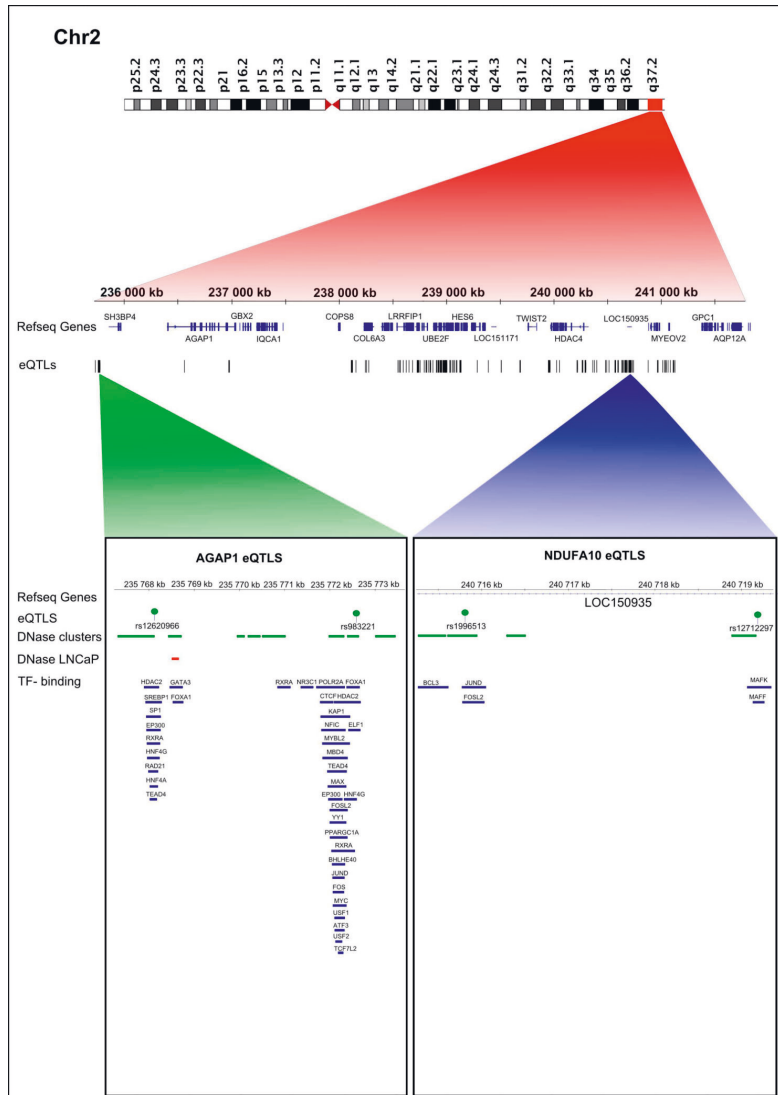 Chr2
p25.2 p24.3 p23.3 p22.3 p21 p16.2 p15 p13.3 p12 p11.2 q11.1 q12.1 q13 q14.2 q21.1 q22.1 q23.1 q24.1 q24.3 q31.2 q32.2 q33.1 q34 q35 q36.2 q37.2
236 000 kb 237 000 kb 238 000 kb 239 000 kb 240 000 kb 241 000 kb
SH3BP4 GBX2 COPS8 LRRFIP1 HES6 TWIST2 LOC150935 GPC1
Refseq Genes
AGAP1 IQCA1 COL6A3 UBE2F LOC151171 HDAC4 MYEOV2 AQP12A
eQTLs
AGAP1 eQTLS
235 768 kb 235 769 kb 235 770 kb 235 771 kb 235 772 kb 235 773 kb
NDUFA10 eQTLS
240 716 kb 240 717 kb 240 718 kb 240 719 kb
Refseq Genes
LOC150935
eQTLS
rs12620966 rs983221 rs1996513 rs12712297
DNase clusters
DNase clusters
DNase LNCaP
TF- binding
HDAC2 GATA3 RXRA NR3C1 POLR2A FOXA1 BCL3 JUND MAFK
SREBP1 FOXA1 CTCF HDAC2 FOSL2 MAFF
SP1 KAP1
EP300 NFIC ELF1
RXRA MYBL2
HNF4G MBD4
RAD21 TEAD4
HNF4A MAX
TEAD4 EP300 HNF4G
FOSL2
YY1
PPARGC1A
RXRA
BHLHE40
JUND
FOS
MYC
USF1
ATF3
USF2
TCF7L2